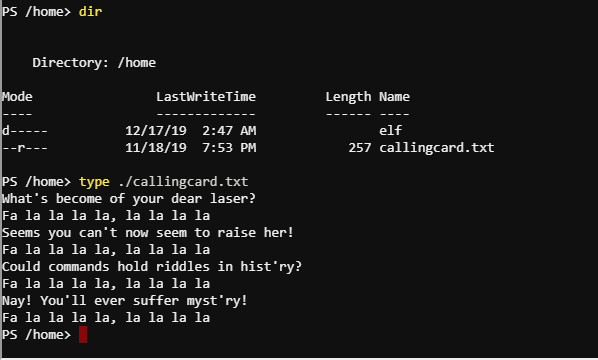 PS /home> dir
Directory: /home
Mode                LastWriteTime         Length Name
----                -------------         ------ ----
d-----        12/17/19  2:47 AM                elf
--r---        11/18/19  7:53 PM            257 callingcard.txt
PS /home> type ./callingcard.txt
What's become of your dear laser?
Fa la la la la, la la la la
Seems you can't now seem to raise her!
Fa la la la la, la la la la
Could commands hold riddles in hist'ry?
Fa la la la la, la la la la
Nay! You'll ever suffer myst'ry!
Fa la la la la, la la la la
PS /home>